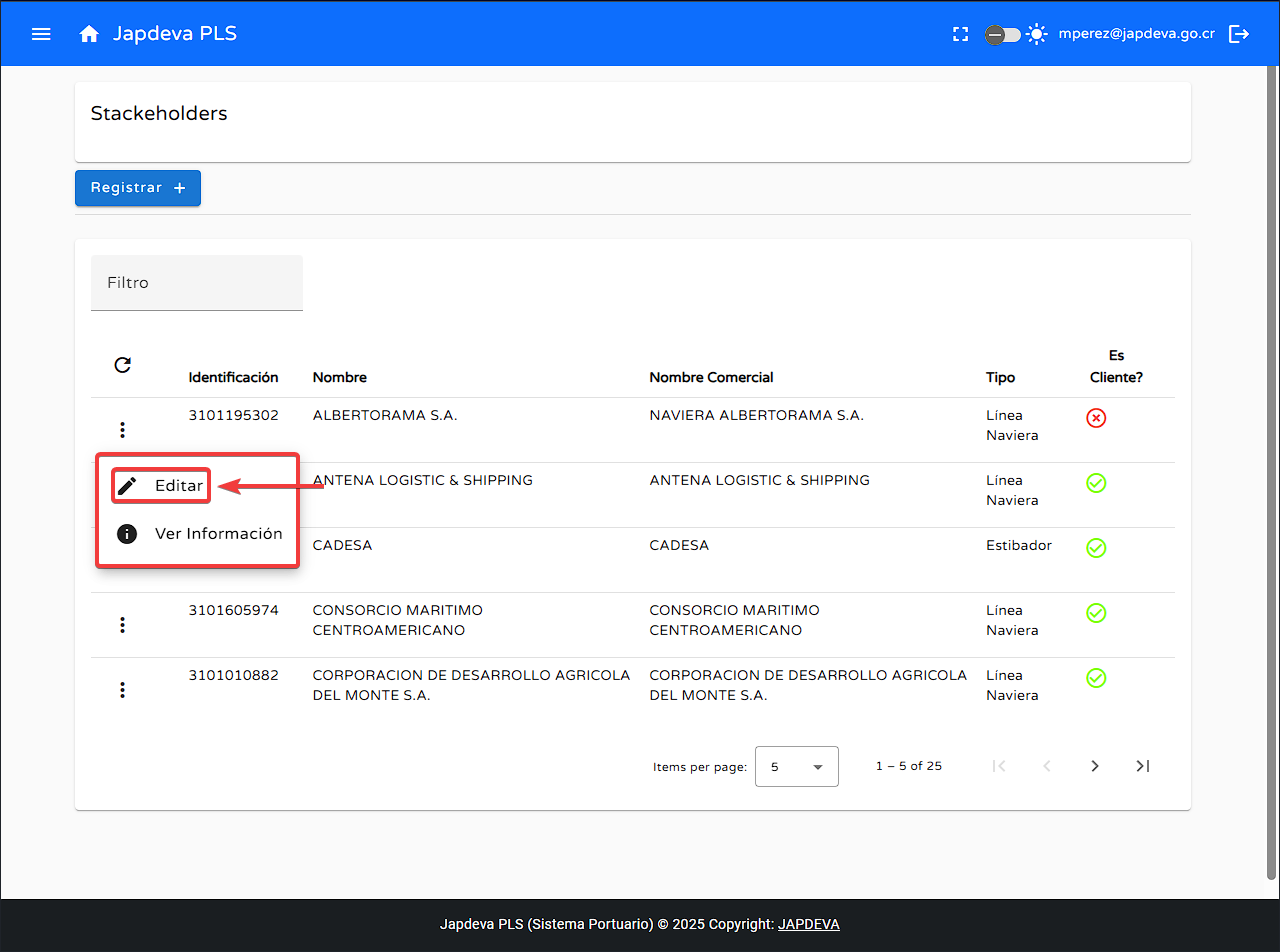 Japdeva PLS
mperez@japdeva.go.cr
Stackeholders
Registrar +
Filtro
Identificación Nombre Nombre Comercial Tipo Es
Cliente?
3101195302 ALBERTORAMA S.A. NAVIERA ALBERTORAMA S.A. Línea
Naviera
Editar
ANTENA LOGISTIC & SHIPPING ANTENA LOGISTIC & SHIPPING Línea
Naviera
Ver Información
CADESA CADESA Estibador
3101605974 CONSORCIO MARITIMO CONSORCIO MARITIMO Línea
CENTROAMERICANO CENTROAMERICANO Naviera
3101010882 CORPORACION DE DESARROLLO AGRICOLA CORPORACION DE DESARROLLO AGRICOLA Línea
DEL MONTE S.A. DEL MONTE S.A. Naviera
Items per page: 5 1 – 5 of 25
Japdeva PLS (Sistema Portuario) © 2025 Copyright: JAPDEVA